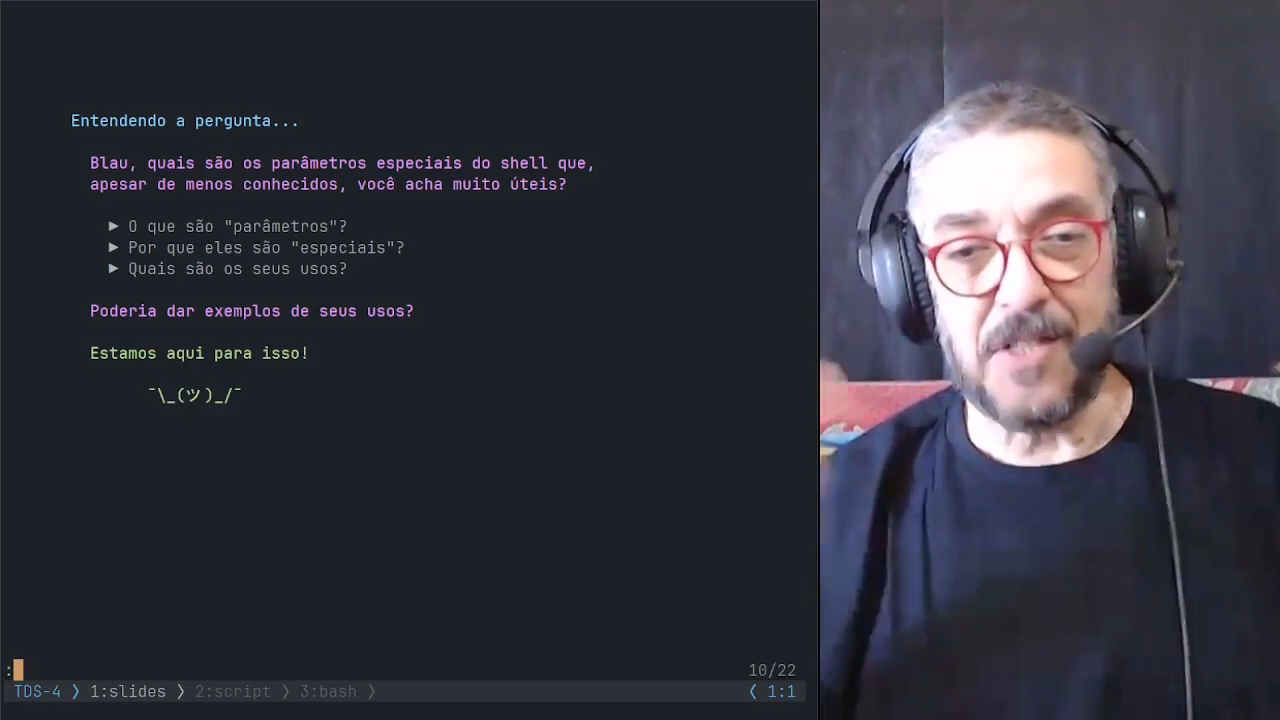 Entendendo a pergunta...
Blau, quais são os parâmetros especiais do shell que,
apesar de menos conhecidos, você acha muito úteis?
► O que são "parâmetros"?
► Por que eles são "especiais"?
► Quais são os seus usos?
Poderia dar exemplos de seus usos?
Estamos aqui para isso!
¯\_(ツ)_/¯
:
10/22
TDS-4 ❯ 1:slides ❯ 2:script ❯ 3:bash ❯
❮ 1:1